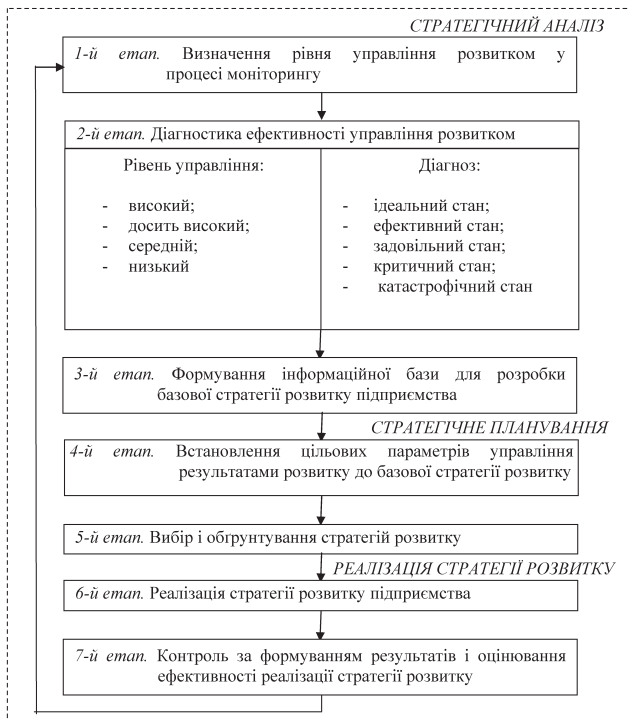 СТРАТЕГІЧНИЙ АНАЛІЗ
1-й етап. Визначення рівня управління розвитком у
процесі моніторингу
2-й етап. Діагностика ефективності управління розвитком
Рівень управління:
- високий;
- досить високий;
- середній;
- низький
Діагноз:
- ідеальний стан;
- ефективний стан;
- задовільний стан;
- критичний стан;
- катастрофічний стан
3-й етап. Формування інформаційної бази для розробки
базової стратегії розвитку підприємства
СТРАТЕГІЧНЕ ПЛАНУВАННЯ
4-й етап. Встановлення цільових параметрів управління
результатами розвитку до базової стратегії розвитку
5-й етап. Вибір і обґрунтування стратегій розвитку
РЕАЛІЗАЦІЯ СТРАТЕГІЇ РОЗВИТКУ
6-й етап. Реалізація стратегії розвитку підприємства
7-й етап. Контроль за формуванням результатів і оцінювання
ефективності реалізації стратегії розвитку